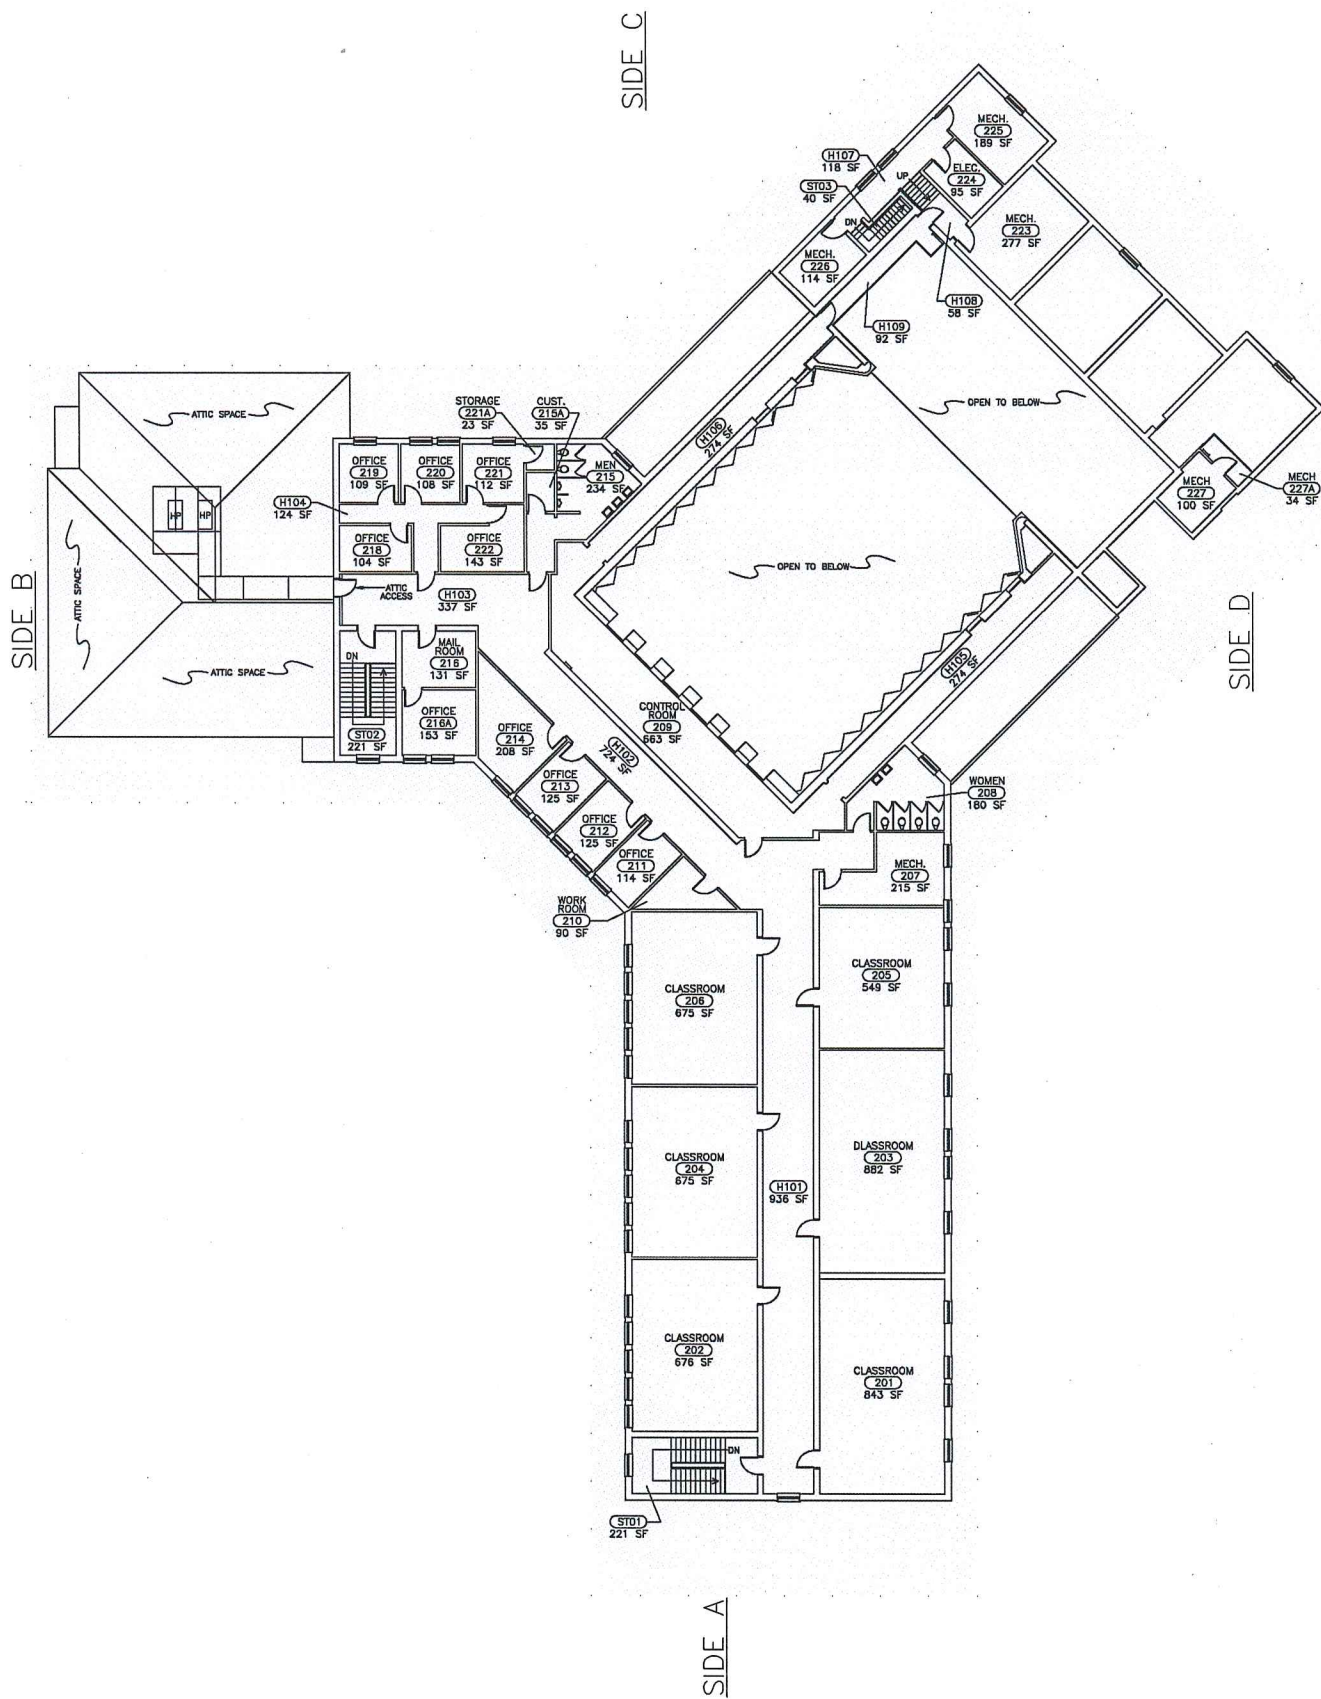 SIDE C
MECH.
225
189 SF
H107
118 SF
UP
ELEC.
224
95 SF
ST03
40 SF
DN
MECH.
223
277 SF
MECH.
226
114 SF
H108
58 SF
H109
92 SF
ATTIC SPACE
STORAGE
221A
23 SF
CUST.
215A
35 SF
OPEN TO BELOW
H106
274 SF
OFFICE
219
109 SF
OFFICE
220
108 SF
OFFICE
221
112 SF
MEN
215
234 SF
MECH
227
100 SF
MECH
227A
34 SF
H104
124 SF
HP
HP
OFFICE
218
104 SF
OFFICE
222
143 SF
SIDE B
ATTIC SPACE
ATTIC
ACCESS
H103
337 SF
OPEN TO BELOW
SIDE D
ATTIC SPACE
DN
MAIL
ROOM
216
131 SF
H105
274 SF
OFFICE
216A
153 SF
ST02
221 SF
OFFICE
214
208 SF
CONTROL
ROOM
209
663 SF
H102
724 SF
OFFICE
213
125 SF
WOMEN
208
180 SF
OFFICE
212
125 SF
OFFICE
211
114 SF
MECH.
207
215 SF
WORK
ROOM
210
90 SF
CLASSROOM
205
549 SF
CLASSROOM
206
675 SF
CLASSROOM
204
675 SF
DLASSROOM
203
882 SF
H101
936 SF
CLASSROOM
202
676 SF
CLASSROOM
201
843 SF
DN
ST01
221 SF
SIDE A